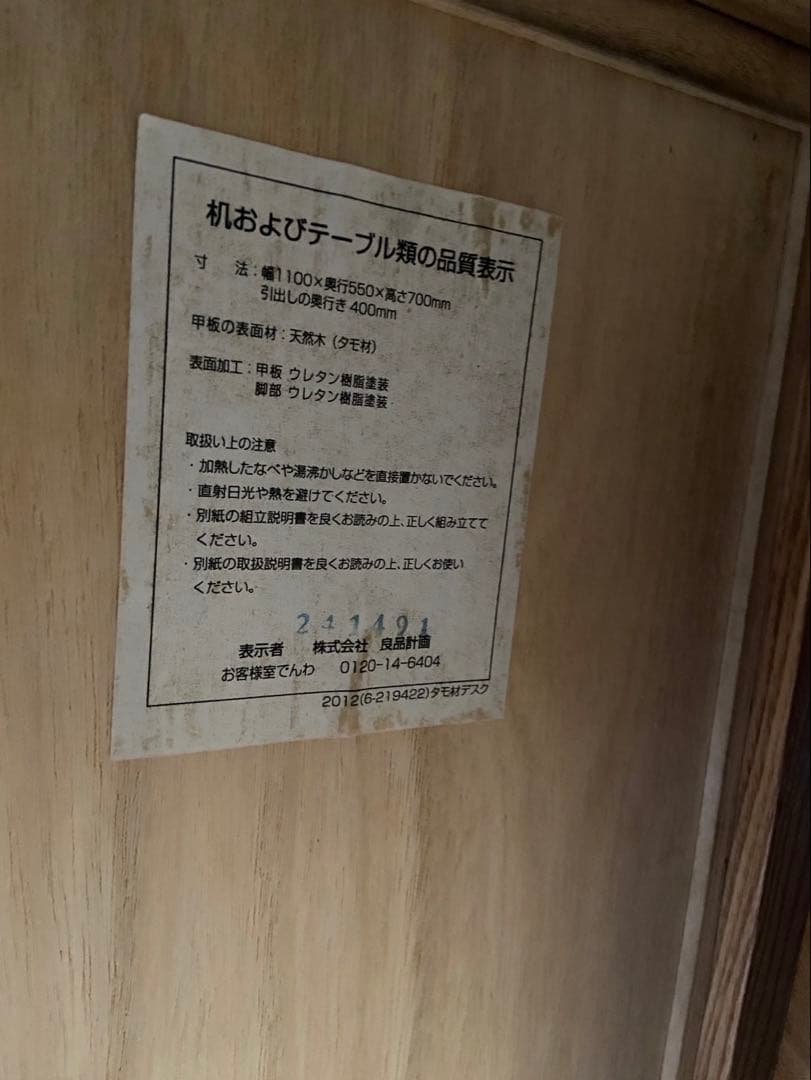 机およびテーブル類の品質表示
寸　法：幅1100×奥行550×高さ700mm
引出しの奥行き 400mm
甲板の表面材：天然木（タモ材）
表面加工：甲板 ウレタン樹脂塗装
脚部 ウレタン樹脂塗装
取扱い上の注意
・加熱したなべや湯沸かしなどを直接置かないでください。
・直射日光や熱を避けてください。
・別紙の組立説明書を良くお読みの上、正しく組み立てて
ください。
・別紙の取扱説明書を良くお読みの上、正しくお使い
ください。
表示者　株式会社 良品計画
お客様室でんわ　0120-14-6404
2012(6-219422)タモ材デスク